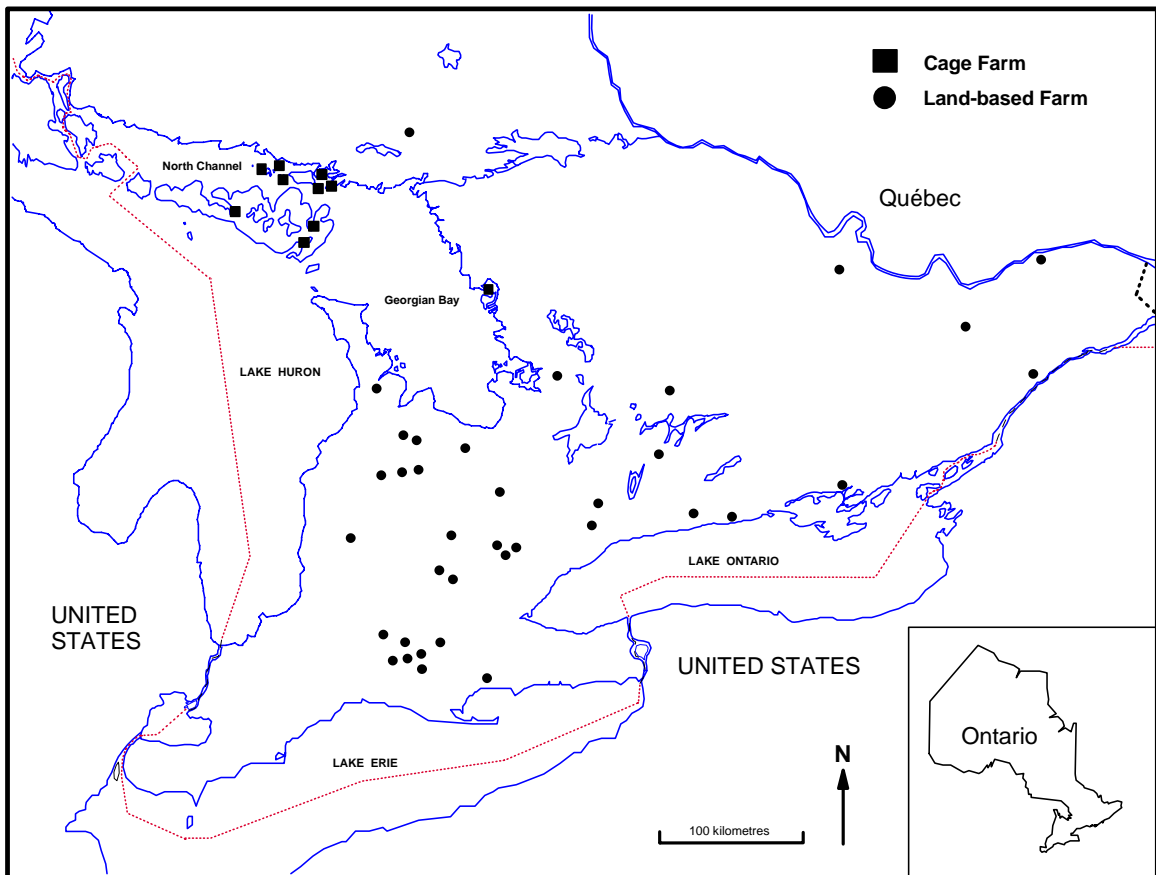 Cage Farm
Land-based Farm
North Channel
Québec
Georgian Bay
LAKE HURON
LAKE ONTARIO
UNITED
STATES
UNITED STATES
Ontario
N
LAKE ERIE
100 kilometres